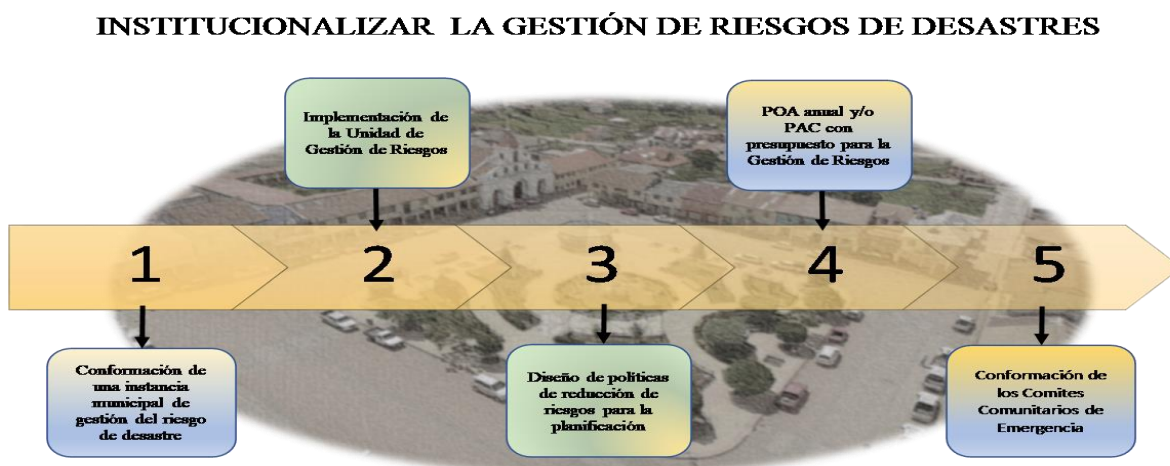 INSTITUCIONALIZAR LA GESTIÓN DE RIESGOS DE DESASTRES
1
Conformación de
una instancia
municipal de
gestión del riesgo
de desastre
2
Implementación de
la Unidad de
Gestión de Riesgos
3
Diseño de políticas
de reducción de
riesgos para la
planificación
4
POA anual y/o
PAC con
presupuesto para la
Gestión de Riesgos
5
Conformación de
los Comites
Comunitarios de
Emergencia